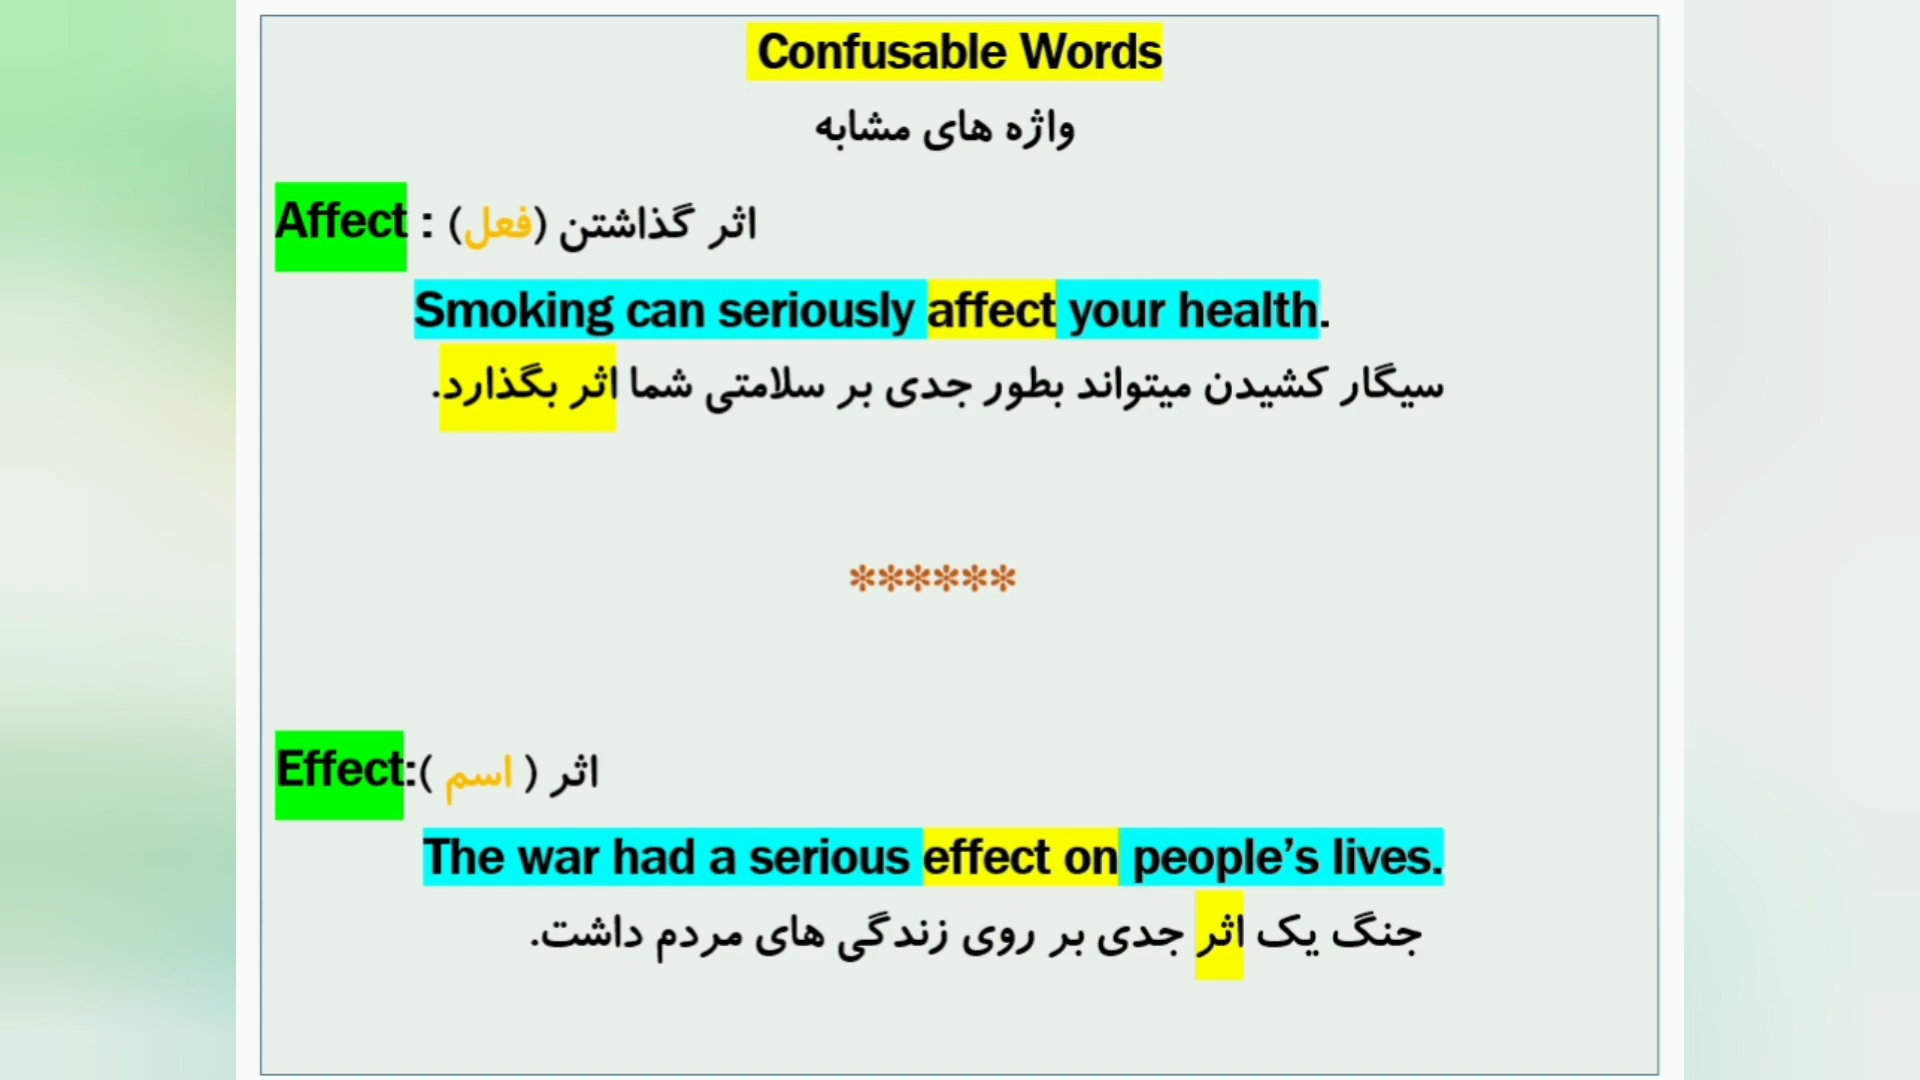 Confusable Words
واژه های مشابه
Affect : اثر گذاشتن (فعل)
Smoking can seriously affect your health.
سیگار کشیدن میتواند بطور جدی بر سلامتی شما اثر بگذارد.
******
Effect: اثر ( اسم )
The war had a serious effect on people’s lives.
جنگ یک اثر جدی بر روی زندگی های مردم داشت.